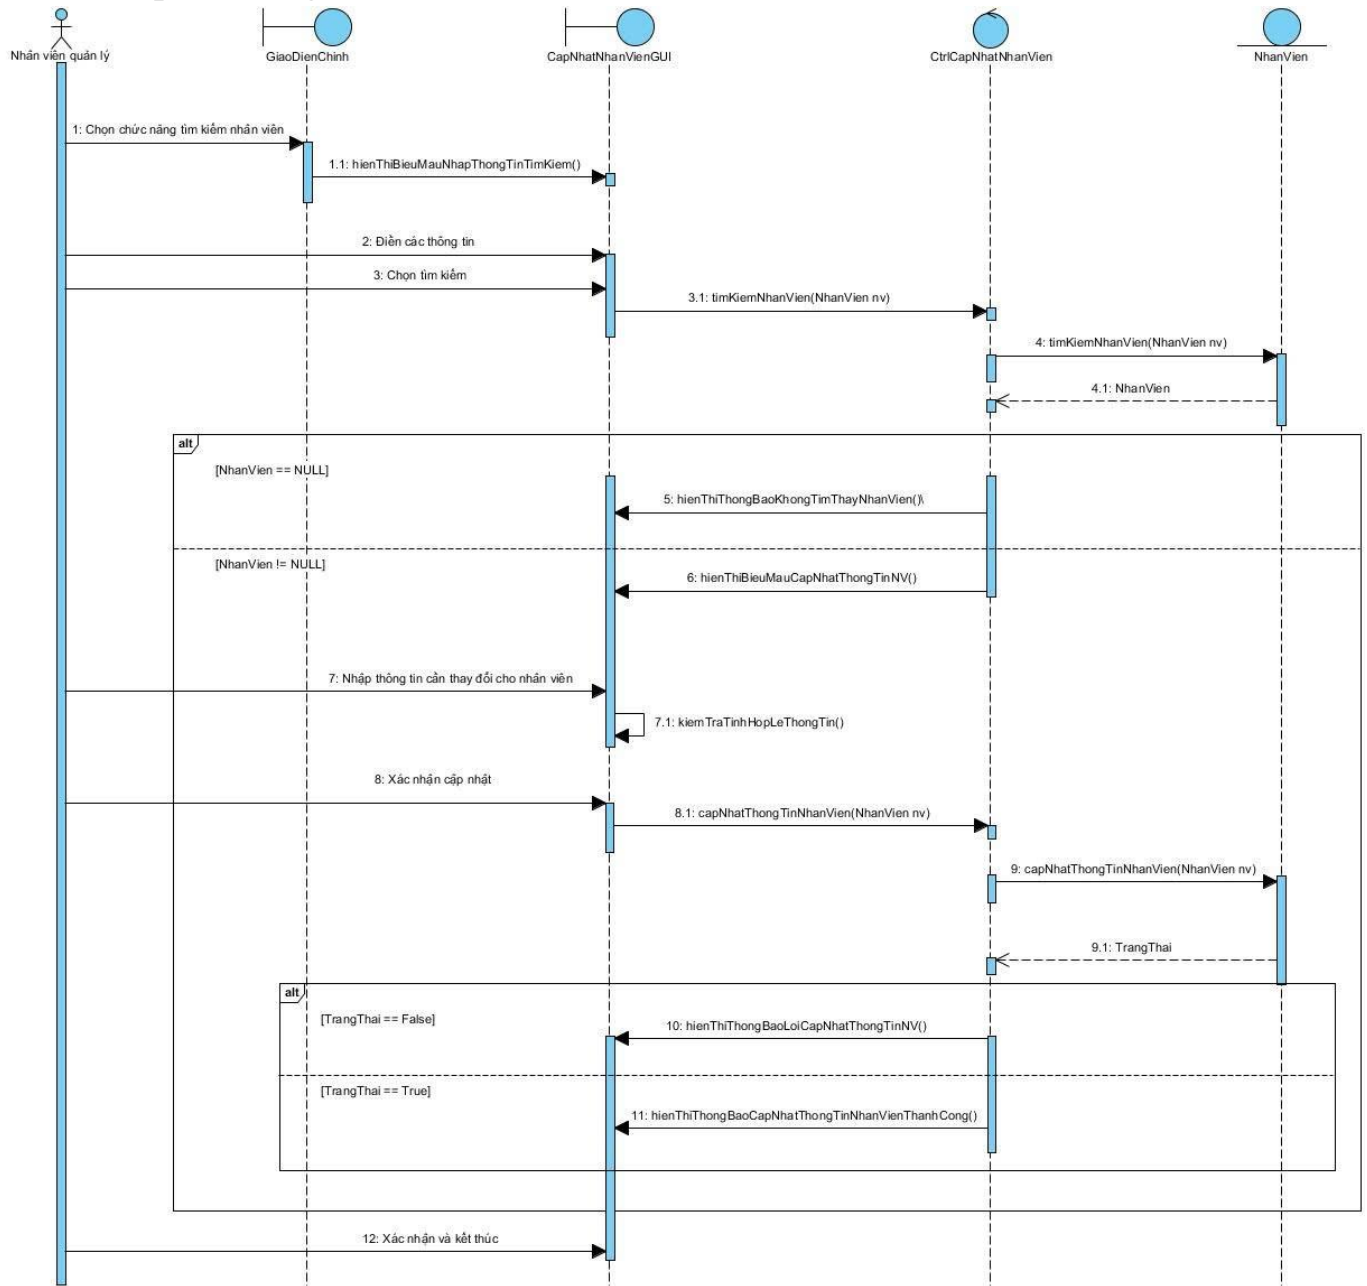 Nhân viên quản lý
GiaoDienChinh
CapNhatNhanVienGUI
CtrlCapNhatNhanVien
NhanVien
1: Chọn chức năng tìm kiếm nhân viên
1.1: hienThiBieuMauNhapThongTinTimKiem()
2: Điền các thông tin
3: Chọn tìm kiếm
3.1: timKiemNhanVien(NhanVien nv)
4: timKiemNhanVien(NhanVien nv)
4.1: NhanVien
alt
[NhanVien == NULL]
5: hienThiThongBaoKhongTimThayNhanVien()\
[NhanVien != NULL]
6: hienThiBieuMauCapNhatThongTinNV()
7: Nhập thông tin cần thay đổi cho nhân viên
7.1: kiemTraTinhHopLeThongTin()
8: Xác nhận cập nhật
8.1: capNhatThongTinNhanVien(NhanVien nv)
9: capNhatThongTinNhanVien(NhanVien nv)
9.1: TrangThai
alt
[TrangThai == False]
10: hienThiThongBaoLoiCapNhatThongTinNV()
[TrangThai == True]
11: hienThiThongBaoCapNhatThongTinNhanVienThanhCong()
12: Xác nhận và kết thúc